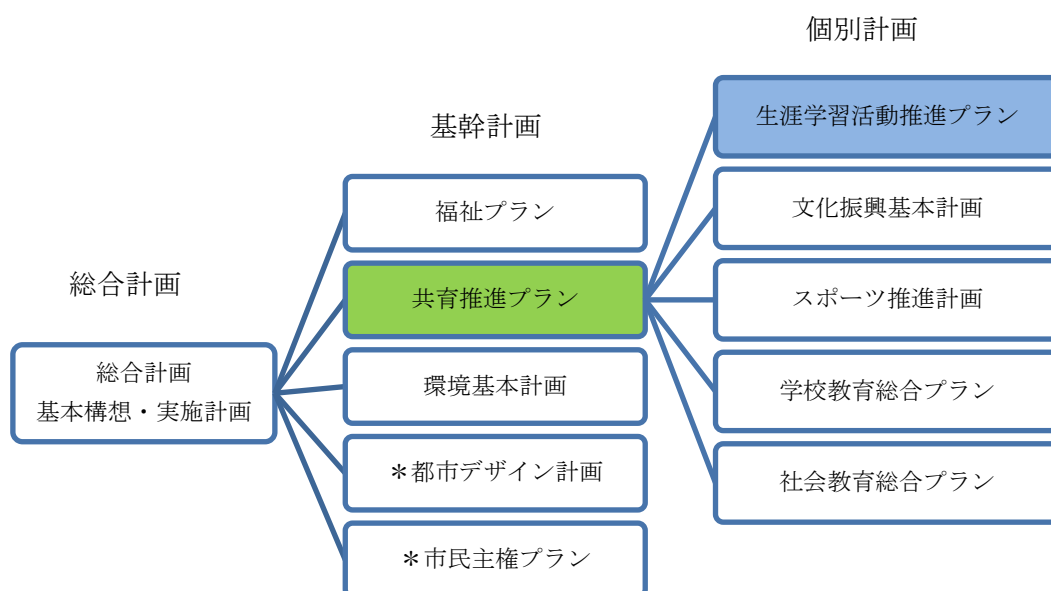 総合計画
総合計画
基本構想・実施計画
基幹計画
福祉プラン
共育推進プラン
環境基本計画
＊都市デザイン計画
＊市民主権プラン
個別計画
生涯学習活動推進プラン
文化振興基本計画
スポーツ推進計画
学校教育総合プラン
社会教育総合プラン